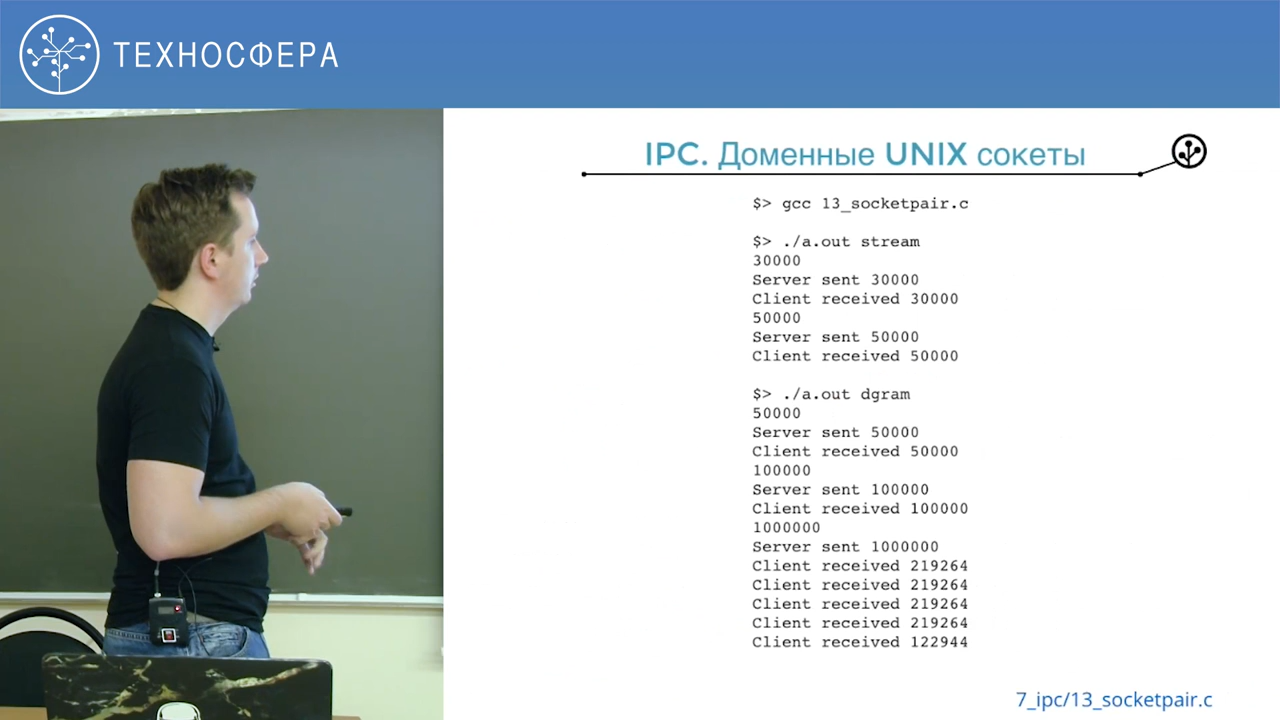 ТЕХНОСФЕРА
IPC. Доменные UNIX сокеты
$> gcc 13_socketpair.c
$> ./a.out stream
30000
Server sent 30000
Client received 30000
50000
Server sent 50000
Client received 50000
$> ./a.out dgram
50000
Server sent 50000
Client received 50000
100000
Server sent 100000
Client received 100000
1000000
Server sent 1000000
Client received 219264
Client received 219264
Client received 219264
Client received 219264
Client received 122944
7_ipc/13_socketpair.c